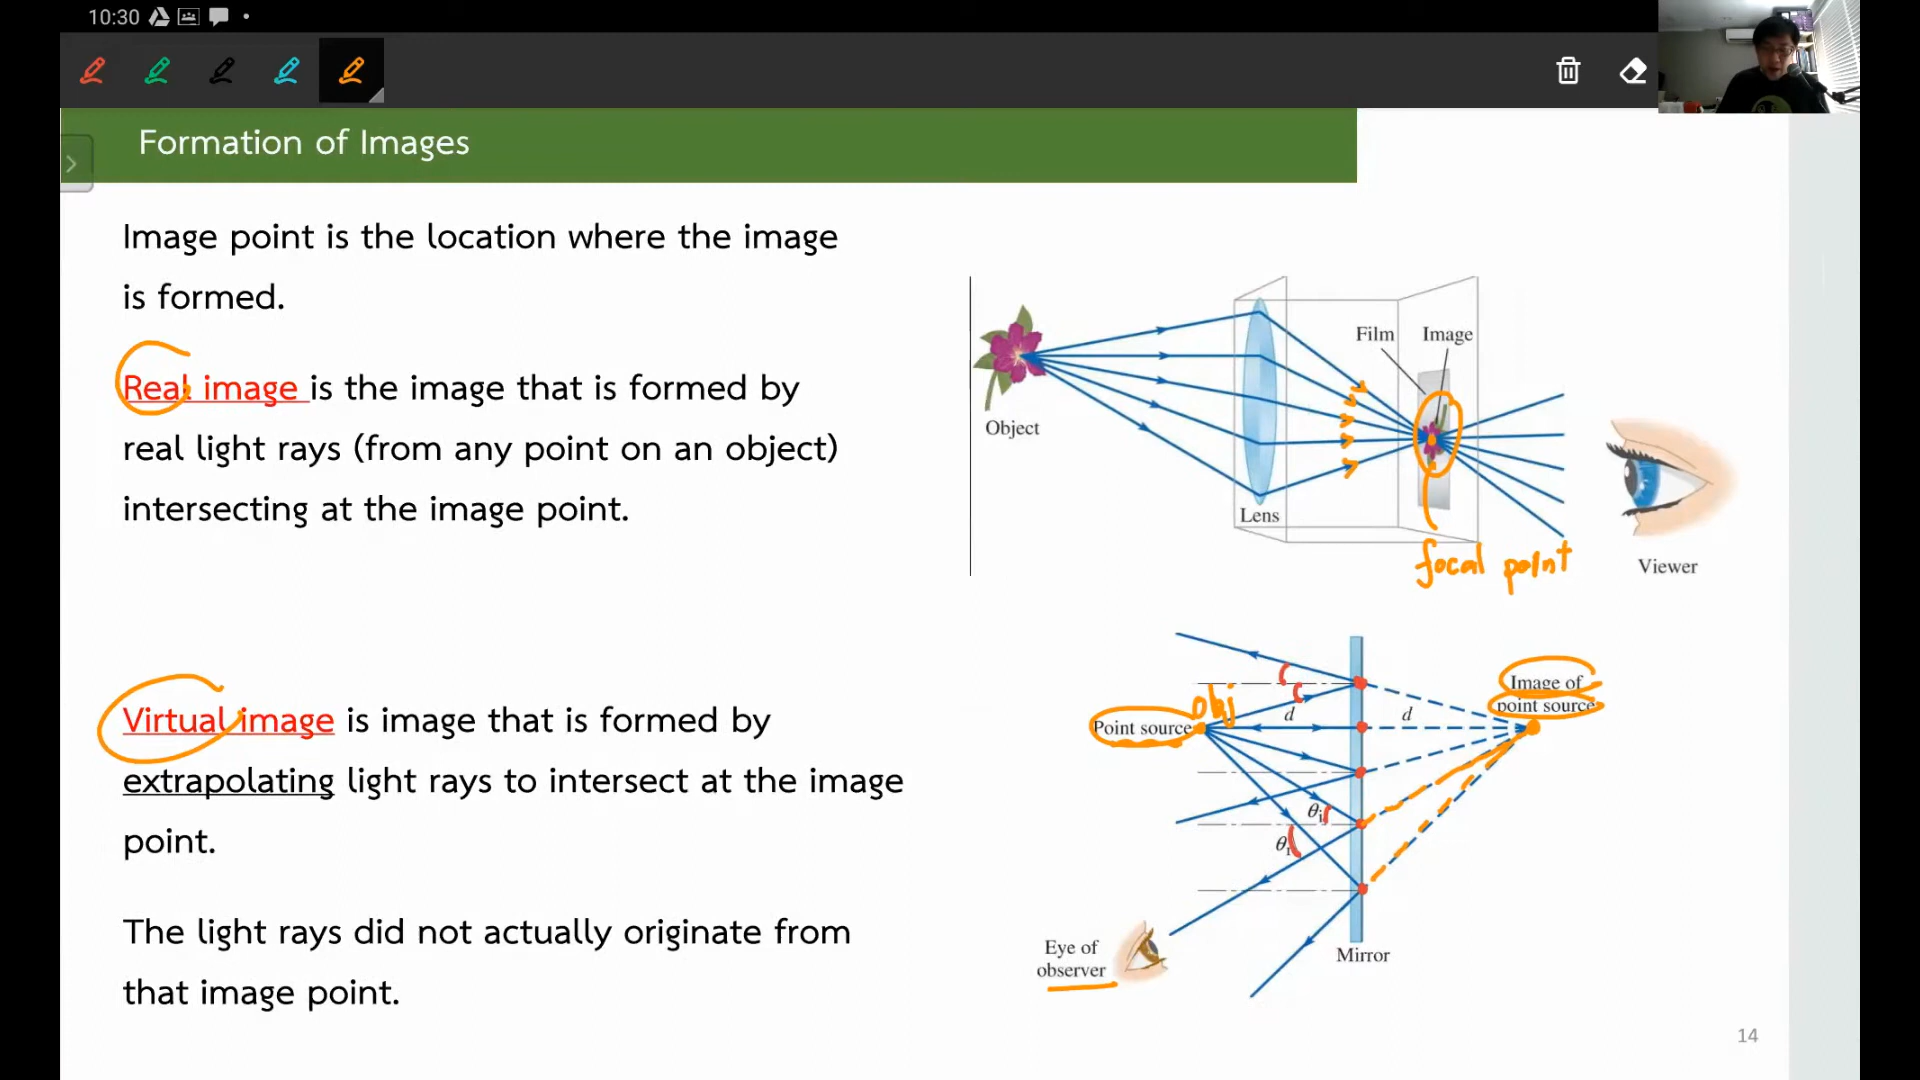 10:30
Formation of Images
Image point is the location where the image
is formed.
Real image is the image that is formed by
real light rays (from any point on an object)
intersecting at the image point.
Film
Image
Object
Lens
focal point
Viewer
Virtual image is image that is formed by
extrapolating light rays to intersect at the image
point.
The light rays did not actually originate from
that image point.
Image of
point source
obj
Point source
d
d
θi
θr
Eye of
observer
Mirror
14